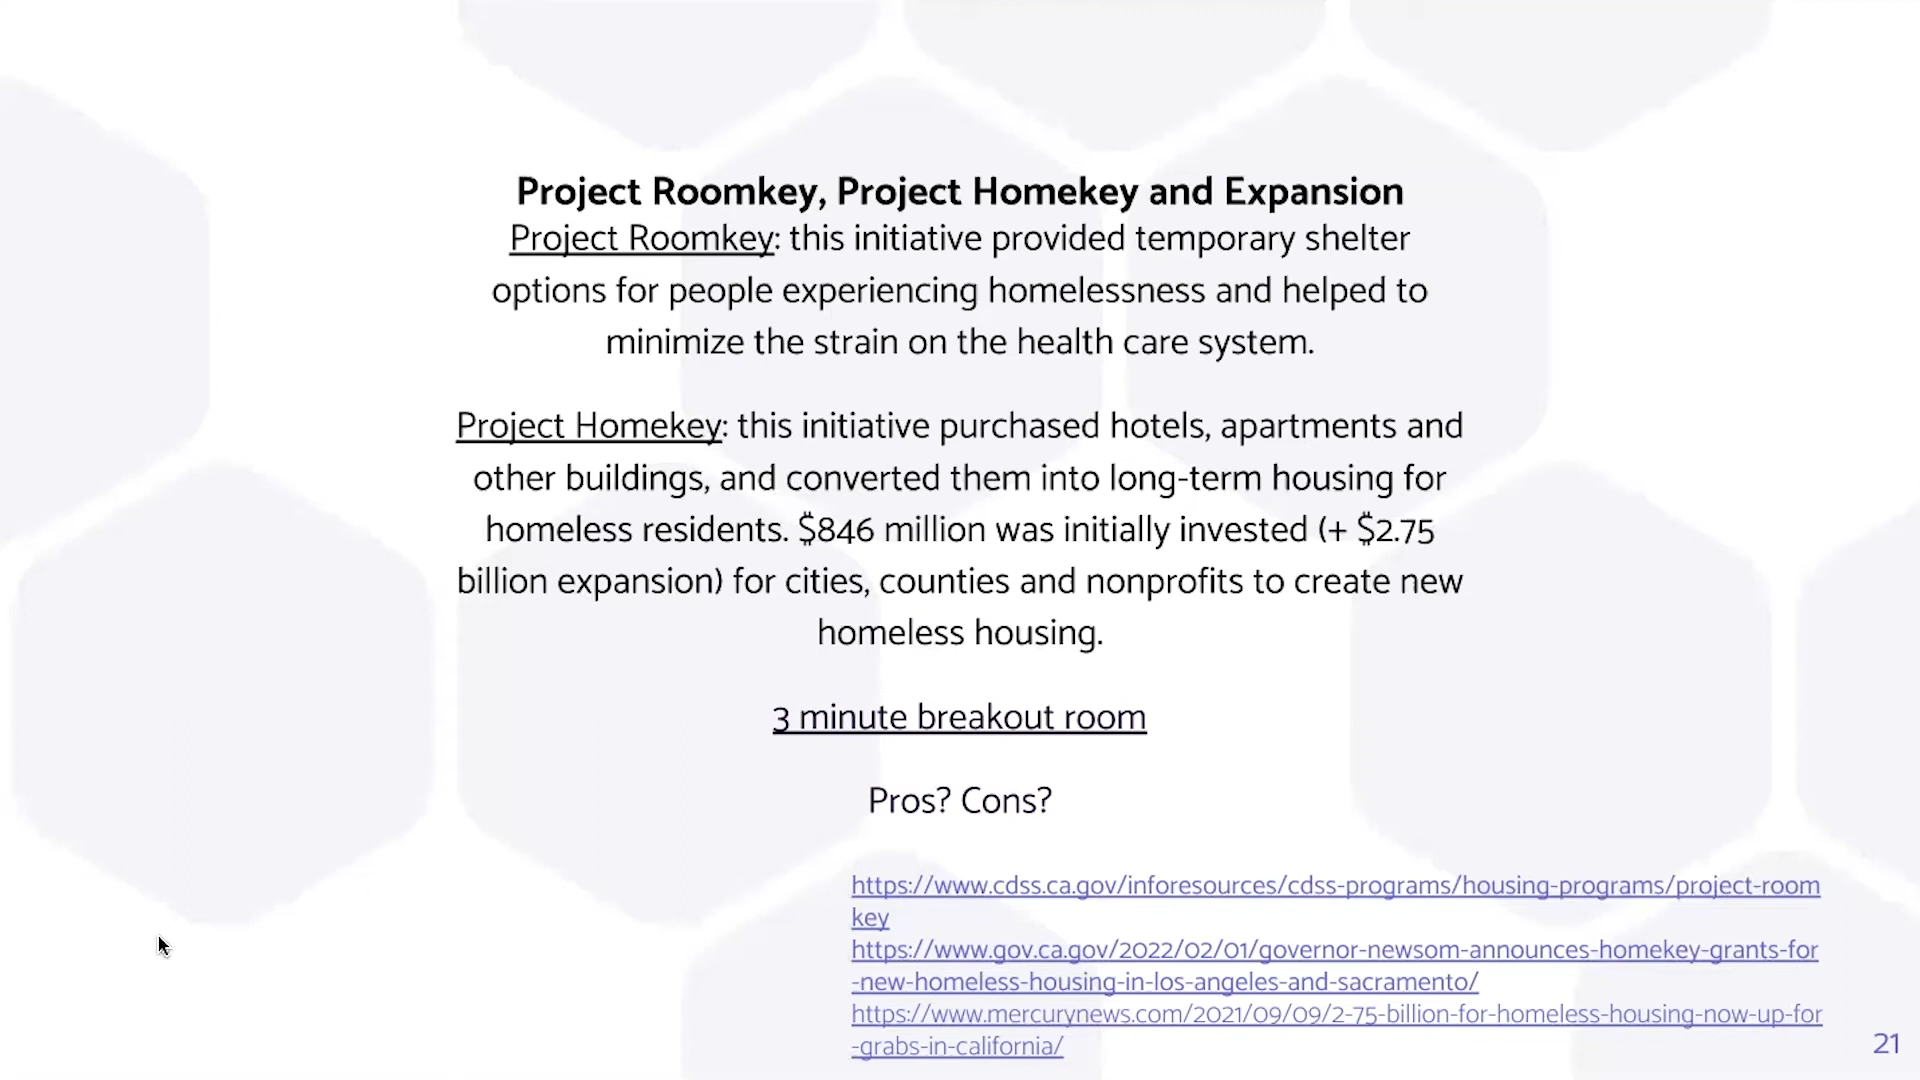 Project Roomkey, Project Homekey and Expansion
Project Roomkey: this initiative provided temporary shelter
options for people experiencing homelessness and helped to
minimize the strain on the health care system.
Project Homekey: this initiative purchased hotels, apartments and
other buildings, and converted them into long-term housing for
homeless residents. $846 million was initially invested (+ $2.75
billion expansion) for cities, counties and nonprofits to create new
homeless housing.
3 minute breakout room
Pros? Cons?
https://www.cdss.ca.gov/inforesources/cdss-programs/housing-programs/project-room
key
https://www.gov.ca.gov/2022/02/01/governor-newsom-announces-homekey-grants-for
-new-homeless-housing-in-los-angeles-and-sacramento/
https://www.mercurynews.com/2021/09/09/2-75-billion-for-homeless-housing-now-up-for
-grabs-in-california/
21